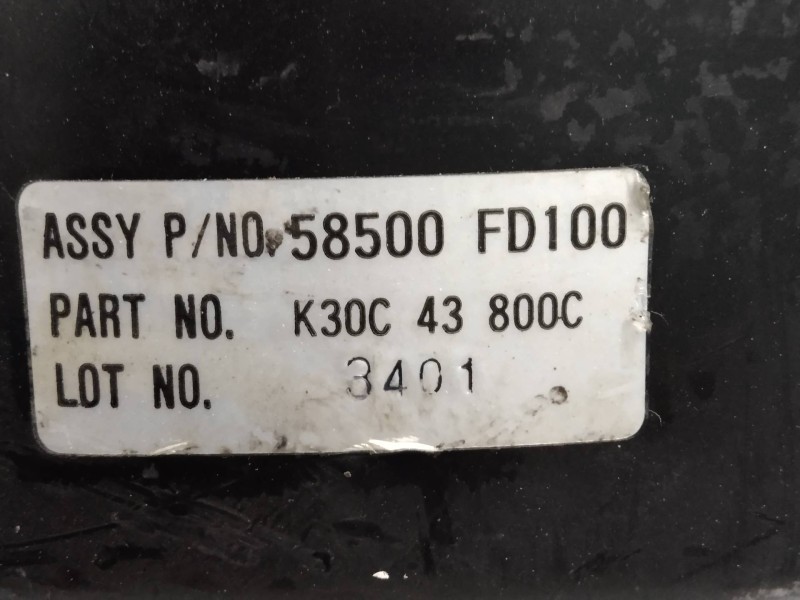 ASSY P/NO. 58500 FD100
PART NO. K30C 43 800C
LOT NO. 3401